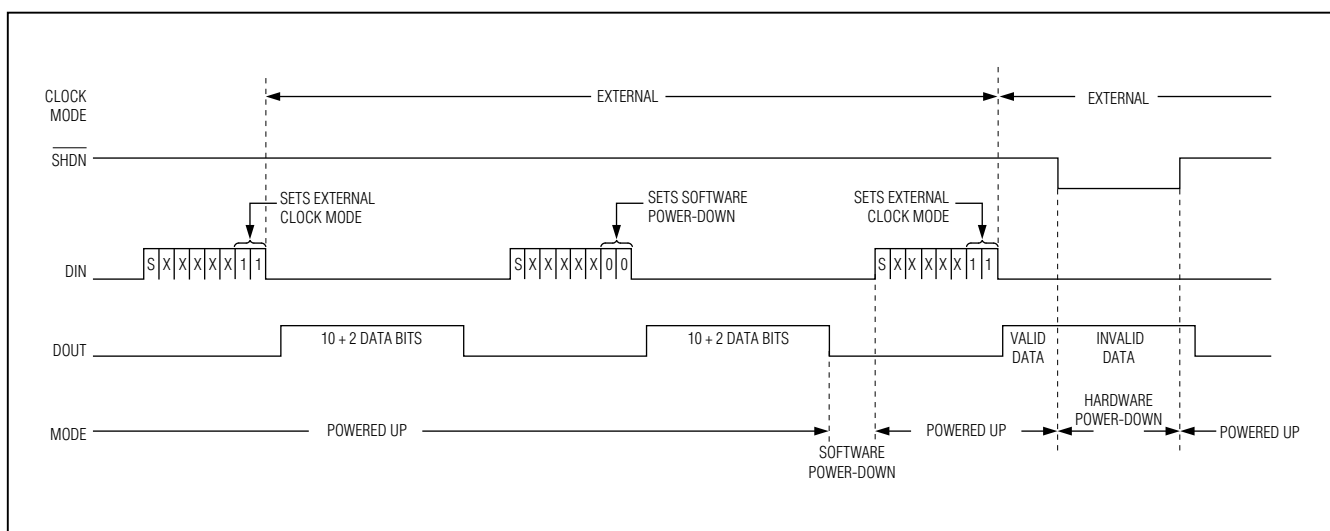 CLOCK
MODE
EXTERNAL
EXTERNAL
SHDN
SETS EXTERNAL
CLOCK MODE
SETS SOFTWARE
POWER-DOWN
SETS EXTERNAL
CLOCK MODE
DIN
S X X X X X 1 1
S X X X X X 0 0
S X X X X X 1 1
DOUT
10 + 2 DATA BITS
10 + 2 DATA BITS
VALID
DATA
INVALID
DATA
MODE
POWERED UP
SOFTWARE
POWER-DOWN
POWERED UP
HARDWARE
POWER-DOWN
POWERED UP